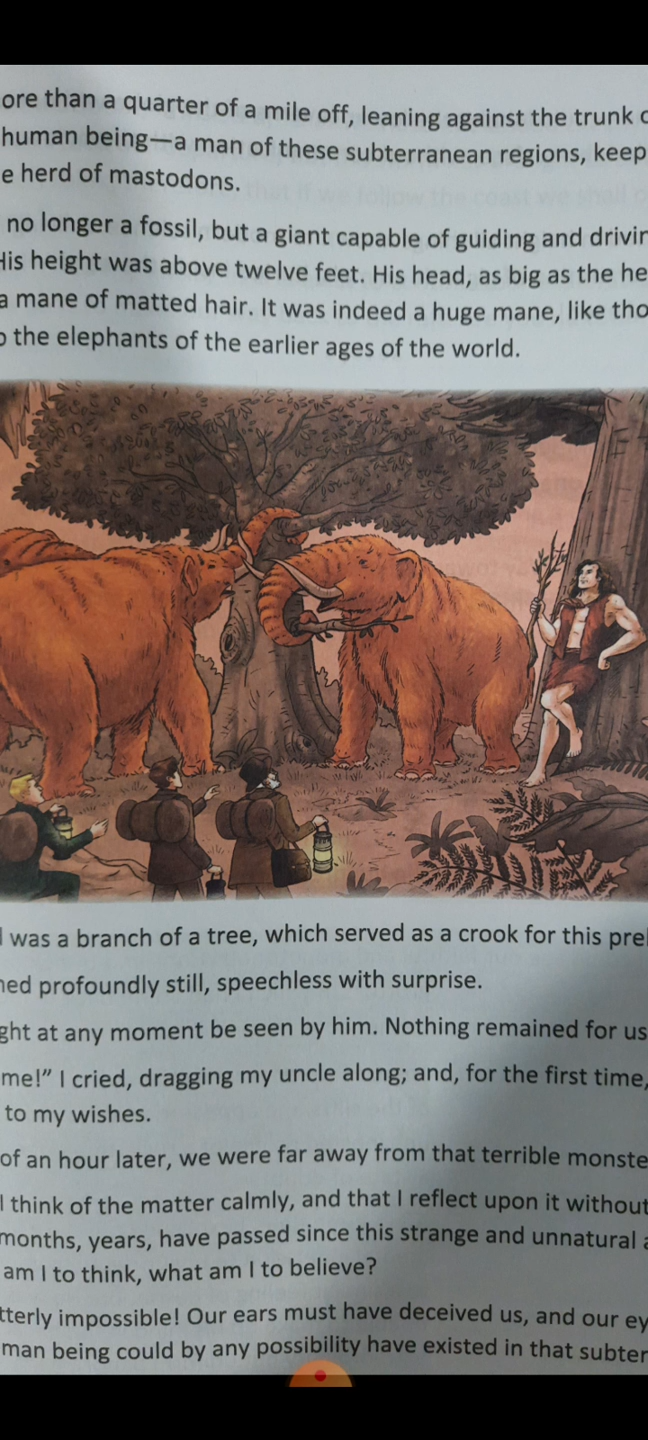 ore than a quarter of a mile off, leaning against the trunk
human being—a man of these subterranean regions, keep
e herd of mastodons.
no longer a fossil, but a giant capable of guiding and drivin
His height was above twelve feet. His head, as big as the he
a mane of matted hair. It was indeed a huge mane, like tho
o the elephants of the earlier ages of the world.
was a branch of a tree, which served as a crook for this pre
ned profoundly still, speechless with surprise.
ght at any moment be seen by him. Nothing remained for us
me!" I cried, dragging my uncle along; and, for the first time,
to my wishes.
of an hour later, we were far away from that terrible monste
I think of the matter calmly, and that I reflect upon it without
months, years, have passed since this strange and unnatural
am I to think, what am I to believe?
tterly impossible! Our ears must have deceived us, and our ey
man being could by any possibility have existed in that subter